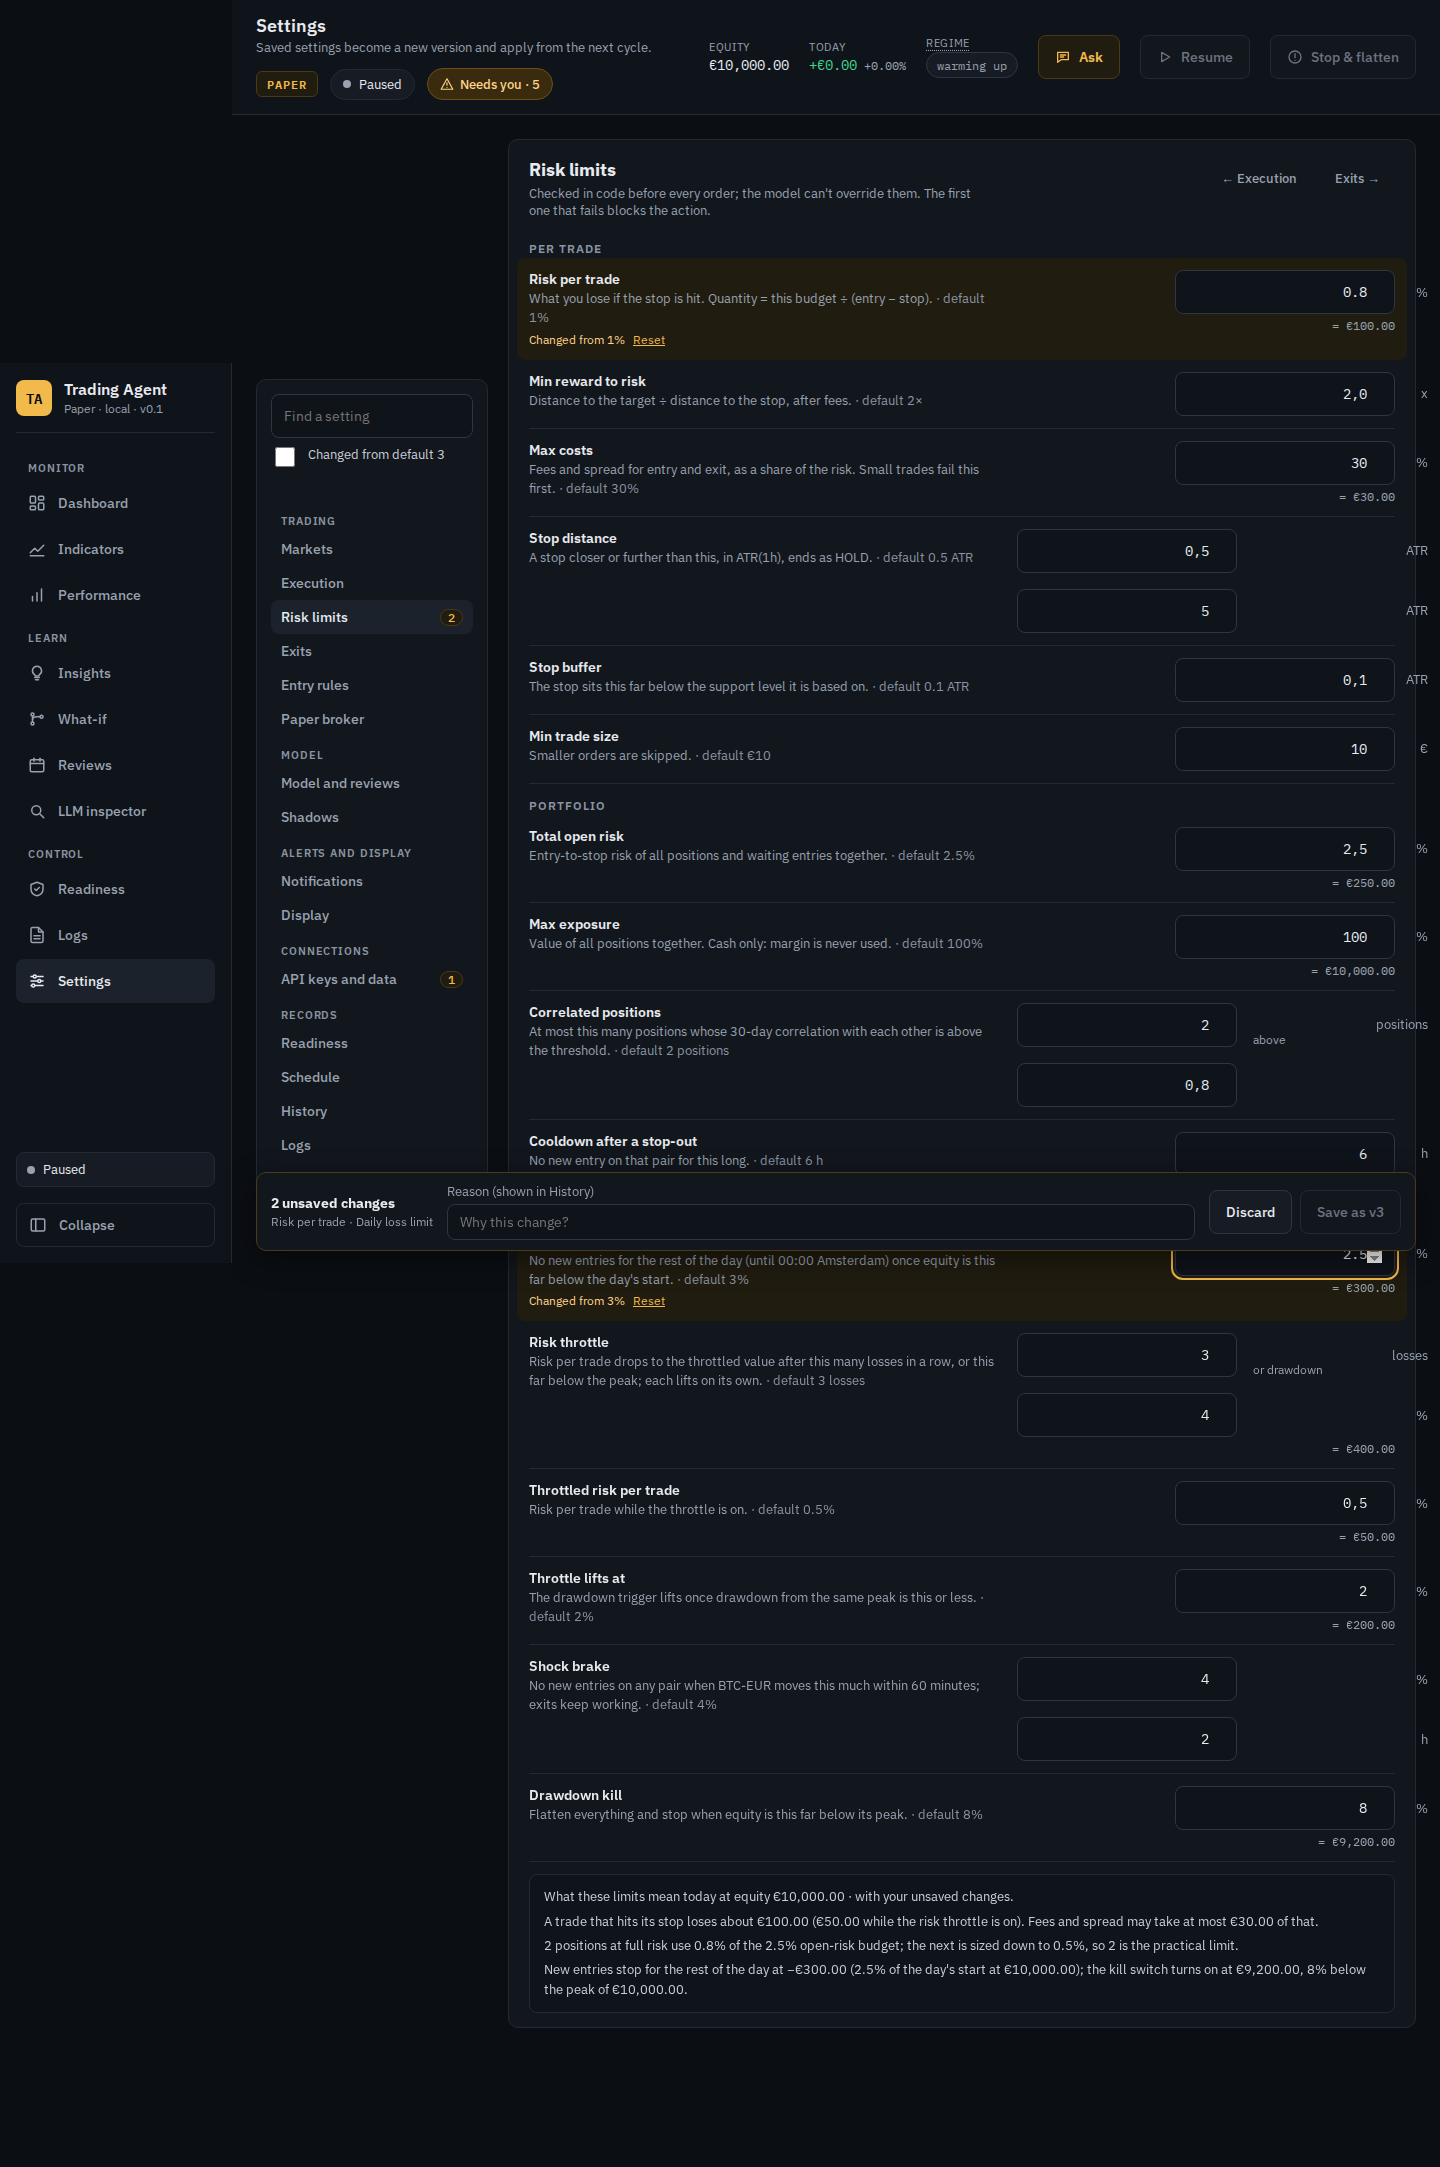 Settings
Saved settings become a new version and apply from the next cycle.
PAPER
Paused
Needs you · 5
EQUITY
€10,000.00
TODAY
+€0.00 +0.00%
REGIME
warming up
Ask
Resume
Stop & flatten
TA
Trading Agent
Paper · local · v0.1
MONITOR
Dashboard
Indicators
Performance
LEARN
Insights
What-if
Reviews
LLM inspector
CONTROL
Readiness
Logs
Settings
Paused
Collapse
Find a setting
Changed from default 3
TRADING
Markets
Execution
Risk limits 2
Exits
Entry rules
Paper broker
MODEL
Model and reviews
Shadows
ALERTS AND DISPLAY
Notifications
Display
CONNECTIONS
API keys and data 1
RECORDS
Readiness
Schedule
History
Logs
Risk limits
Checked in code before every order; the model can't override them. The first
one that fails blocks the action.
← Execution
Exits →
PER TRADE
Risk per trade
What you lose if the stop is hit. Quantity = this budget ÷ (entry − stop). · default
1%
Changed from 1% Reset
0.8 %
= €100.00
Min reward to risk
Distance to the target ÷ distance to the stop, after fees. · default 2×
2,0 x
Max costs
Fees and spread for entry and exit, as a share of the risk. Small trades fail this
first. · default 30%
30 %
= €30.00
Stop distance
A stop closer or further than this, in ATR(1h), ends as HOLD. · default 0.5 ATR
0,5 ATR
5 ATR
Stop buffer
The stop sits this far below the support level it is based on. · default 0.1 ATR
0,1 ATR
Min trade size
Smaller orders are skipped. · default €10
10 €
PORTFOLIO
Total open risk
Entry-to-stop risk of all positions and waiting entries together. · default 2.5%
2,5 %
= €250.00
Max exposure
Value of all positions together. Cash only: margin is never used. · default 100%
100 %
= €10,000.00
Correlated positions
At most this many positions whose 30-day correlation with each other is above
the threshold. · default 2 positions
2 positions
above
0,8
Cooldown after a stop-out
No new entry on that pair for this long. · default 6 h
6 h
2 unsaved changes
Risk per trade · Daily loss limit
Reason (shown in History)
Why this change?
Discard
Save as v3
No new entries for the rest of the day (until 00:00 Amsterdam) once equity is this
far below the day's start. · default 3%
Changed from 3% Reset
2.5 %
= €300.00
Risk throttle
Risk per trade drops to the throttled value after this many losses in a row, or this
far below the peak; each lifts on its own. · default 3 losses
3 losses
or drawdown
4 %
= €400.00
Throttled risk per trade
Risk per trade while the throttle is on. · default 0.5%
0,5 %
= €50.00
Throttle lifts at
The drawdown trigger lifts once drawdown from the same peak is this or less. ·
default 2%
2 %
= €200.00
Shock brake
No new entries on any pair when BTC-EUR moves this much within 60 minutes;
exits keep working. · default 4%
4 %
2 h
Drawdown kill
Flatten everything and stop when equity is this far below its peak. · default 8%
8 %
= €9,200.00
What these limits mean today at equity €10,000.00 · with your unsaved changes.
A trade that hits its stop loses about €100.00 (€50.00 while the risk throttle is on). Fees and spread may take at most €30.00 of that.
2 positions at full risk use 0.8% of the 2.5% open-risk budget; the next is sized down to 0.5%, so 2 is the practical limit.
New entries stop for the rest of the day at −€300.00 (2.5% of the day's start at €10,000.00); the kill switch turns on at €9,200.00, 8% below
the peak of €10,000.00.